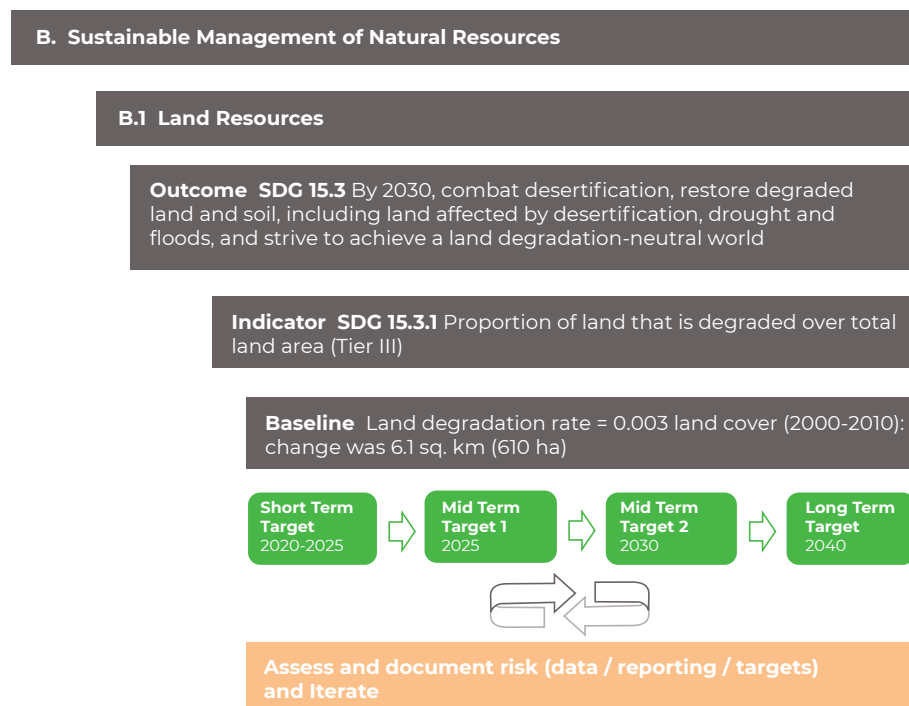 B. Sustainable Management of Natural Resources
B.1 Land Resources
Outcome SDG 15.3 By 2030, combat desertification, restore degraded
land and soil, including land affected by desertification, drought and
floods, and strive to achieve a land degradation-neutral world
Indicator SDG 15.3.1 Proportion of land that is degraded over total
land area (Tier III)
Baseline Land degradation rate = 0.003 land cover (2000-2010):
change was 6.1 sq. km (610 ha)
Short Term
Target
2020-2025
Mid Term
Target 1
2025
Mid Term
Target 2
2030
Long Term
Target
2040
Assess and document risk (data / reporting / targets)
and Iterate